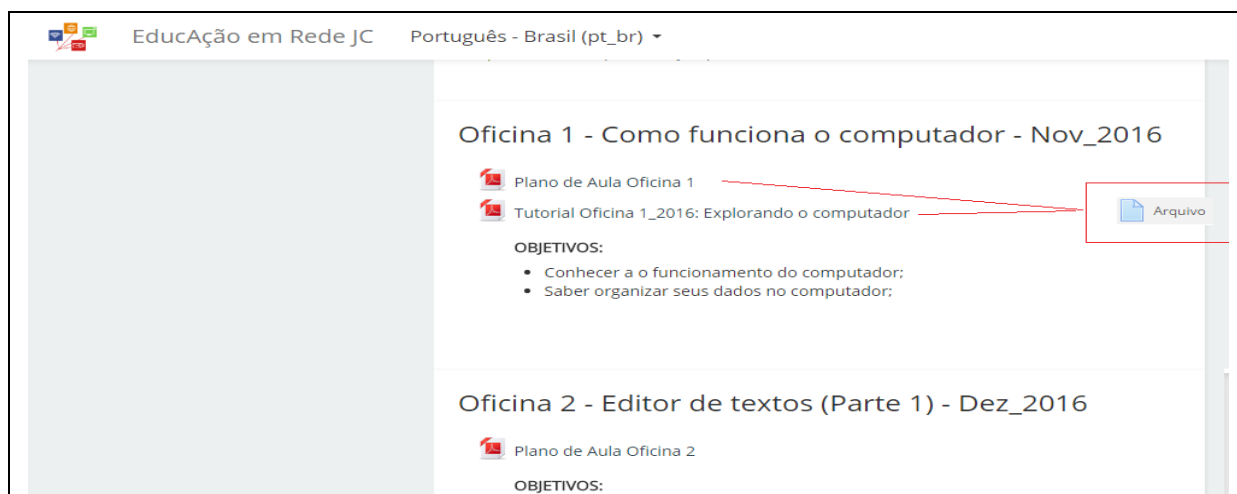 EducAção em Rede JC Português - Brasil (pt_br)
Oficina 1 - Como funciona o computador - Nov_2016
Plano de Aula Oficina 1
Tutorial Oficina 1_2016: Explorando o computador
Arquivo
OBJETIVOS:
Conhecer a o funcionamento do computador;
Saber organizar seus dados no computador;
Oficina 2 - Editor de textos (Parte 1) - Dez_2016
Plano de Aula Oficina 2
OBJETIVOS: